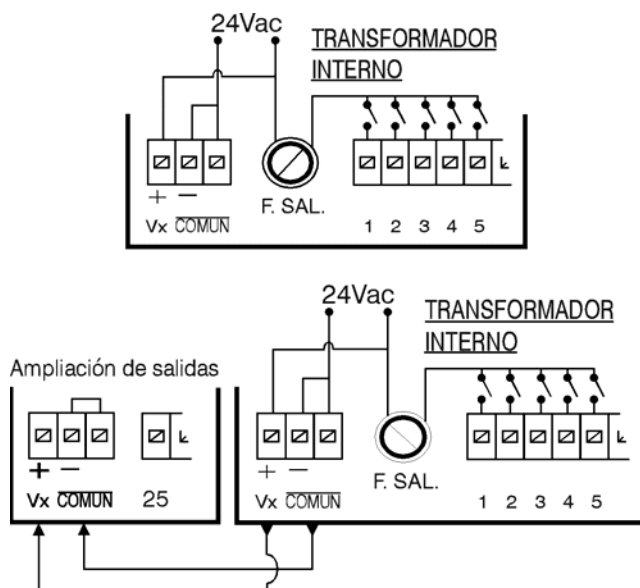 24Vac
TRANSFORMADOR
INTERNO
+ −
F. SAL.
Vx COMUN 1 2 3 4 5
24Vac
TRANSFORMADOR
INTERNO
Ampliación de salidas
+ − + −
F. SAL.
Vx COMUN 25 Vx COMUN 1 2 3 4 5